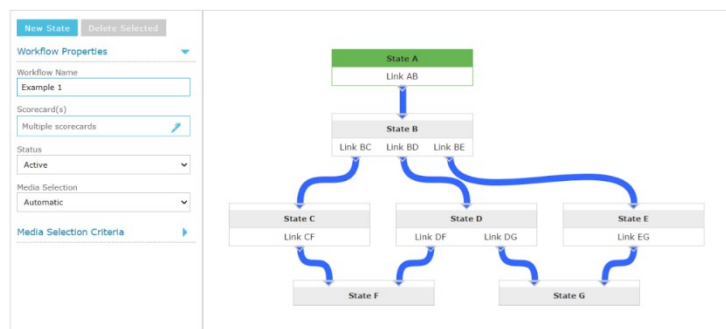 New State Delete Selected
Workflow Properties
Workflow Name
Example 1
Scorecard(s)
Multiple scorecards
Status
Active
Media Selection
Automatic
Media Selection Criteria
State A
Link AB
State B
Link BC Link BD Link BE
State C State D State E
Link CF Link DF Link DG Link EG
State F State G